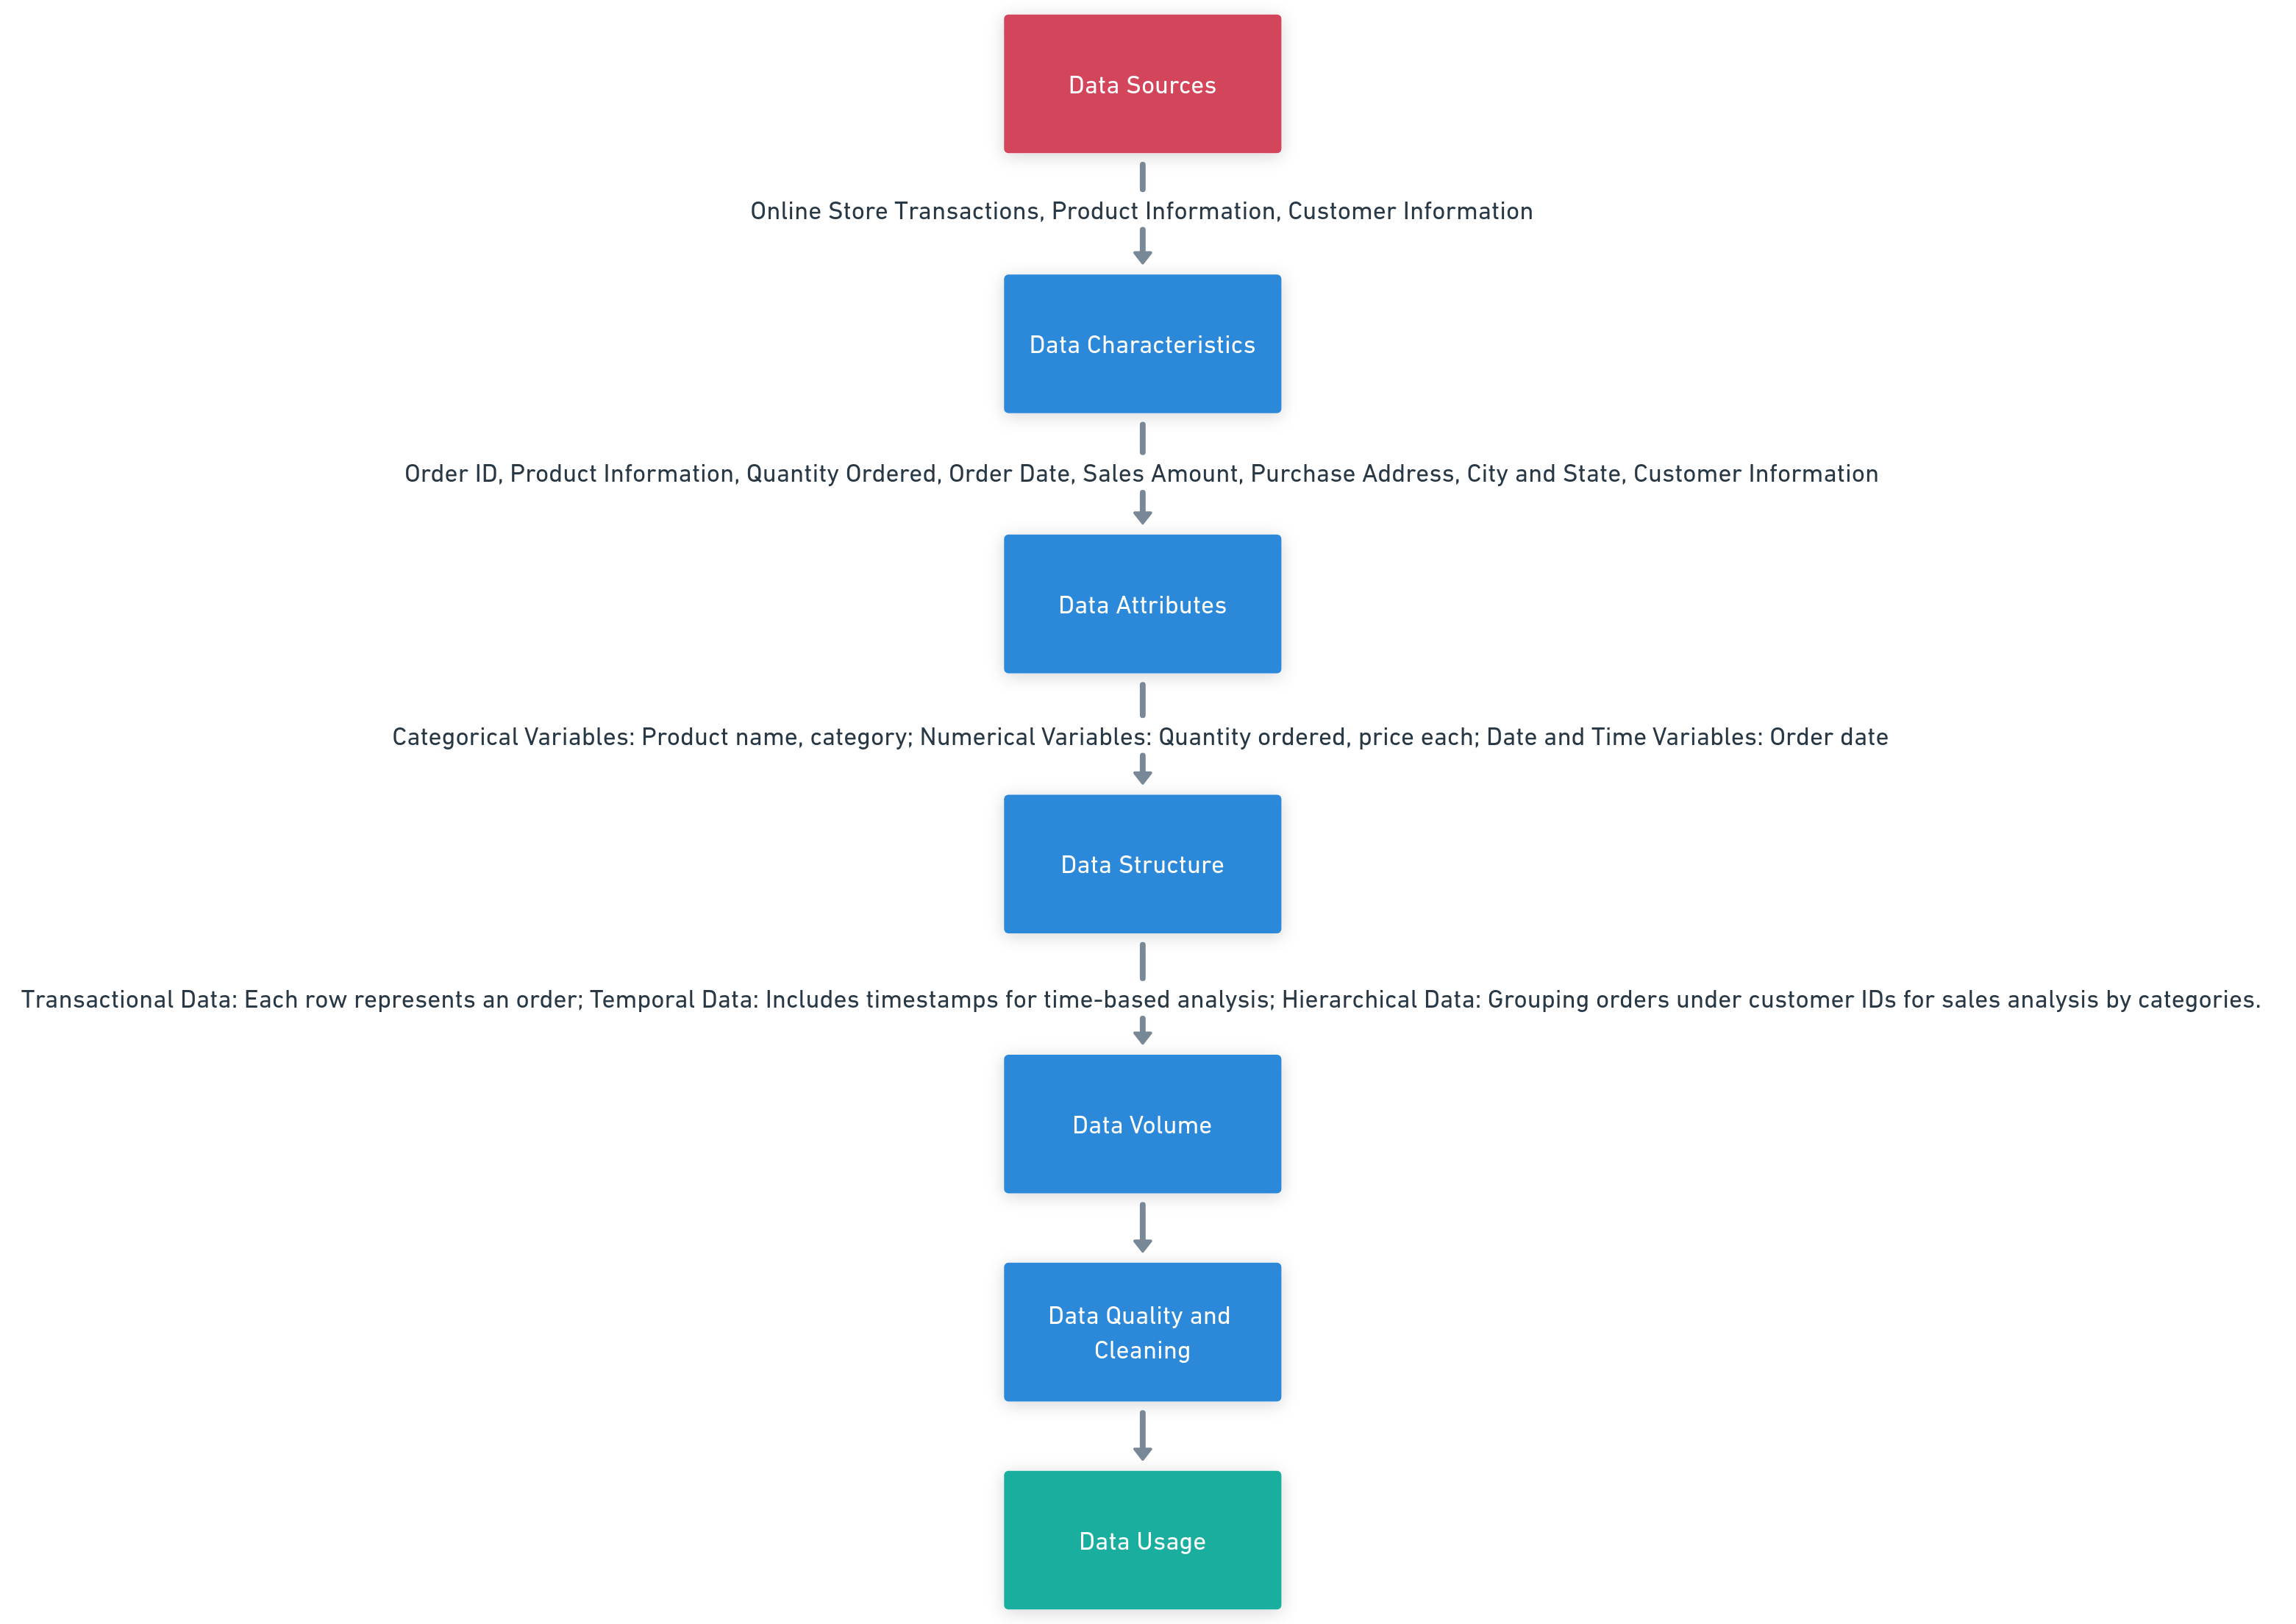 Data Sources
Online Store Transactions, Product Information, Customer Information
Data Characteristics
Order ID, Product Information, Quantity Ordered, Order Date, Sales Amount, Purchase Address, City and State, Customer Information
Data Attributes
Categorical Variables: Product name, category; Numerical Variables: Quantity ordered, price each; Date and Time Variables: Order date
Data Structure
Transactional Data: Each row represents an order; Temporal Data: Includes timestamps for time-based analysis; Hierarchical Data: Grouping orders under customer IDs for sales analysis by categories.
Data Volume
Data Quality and
Cleaning
Data Usage